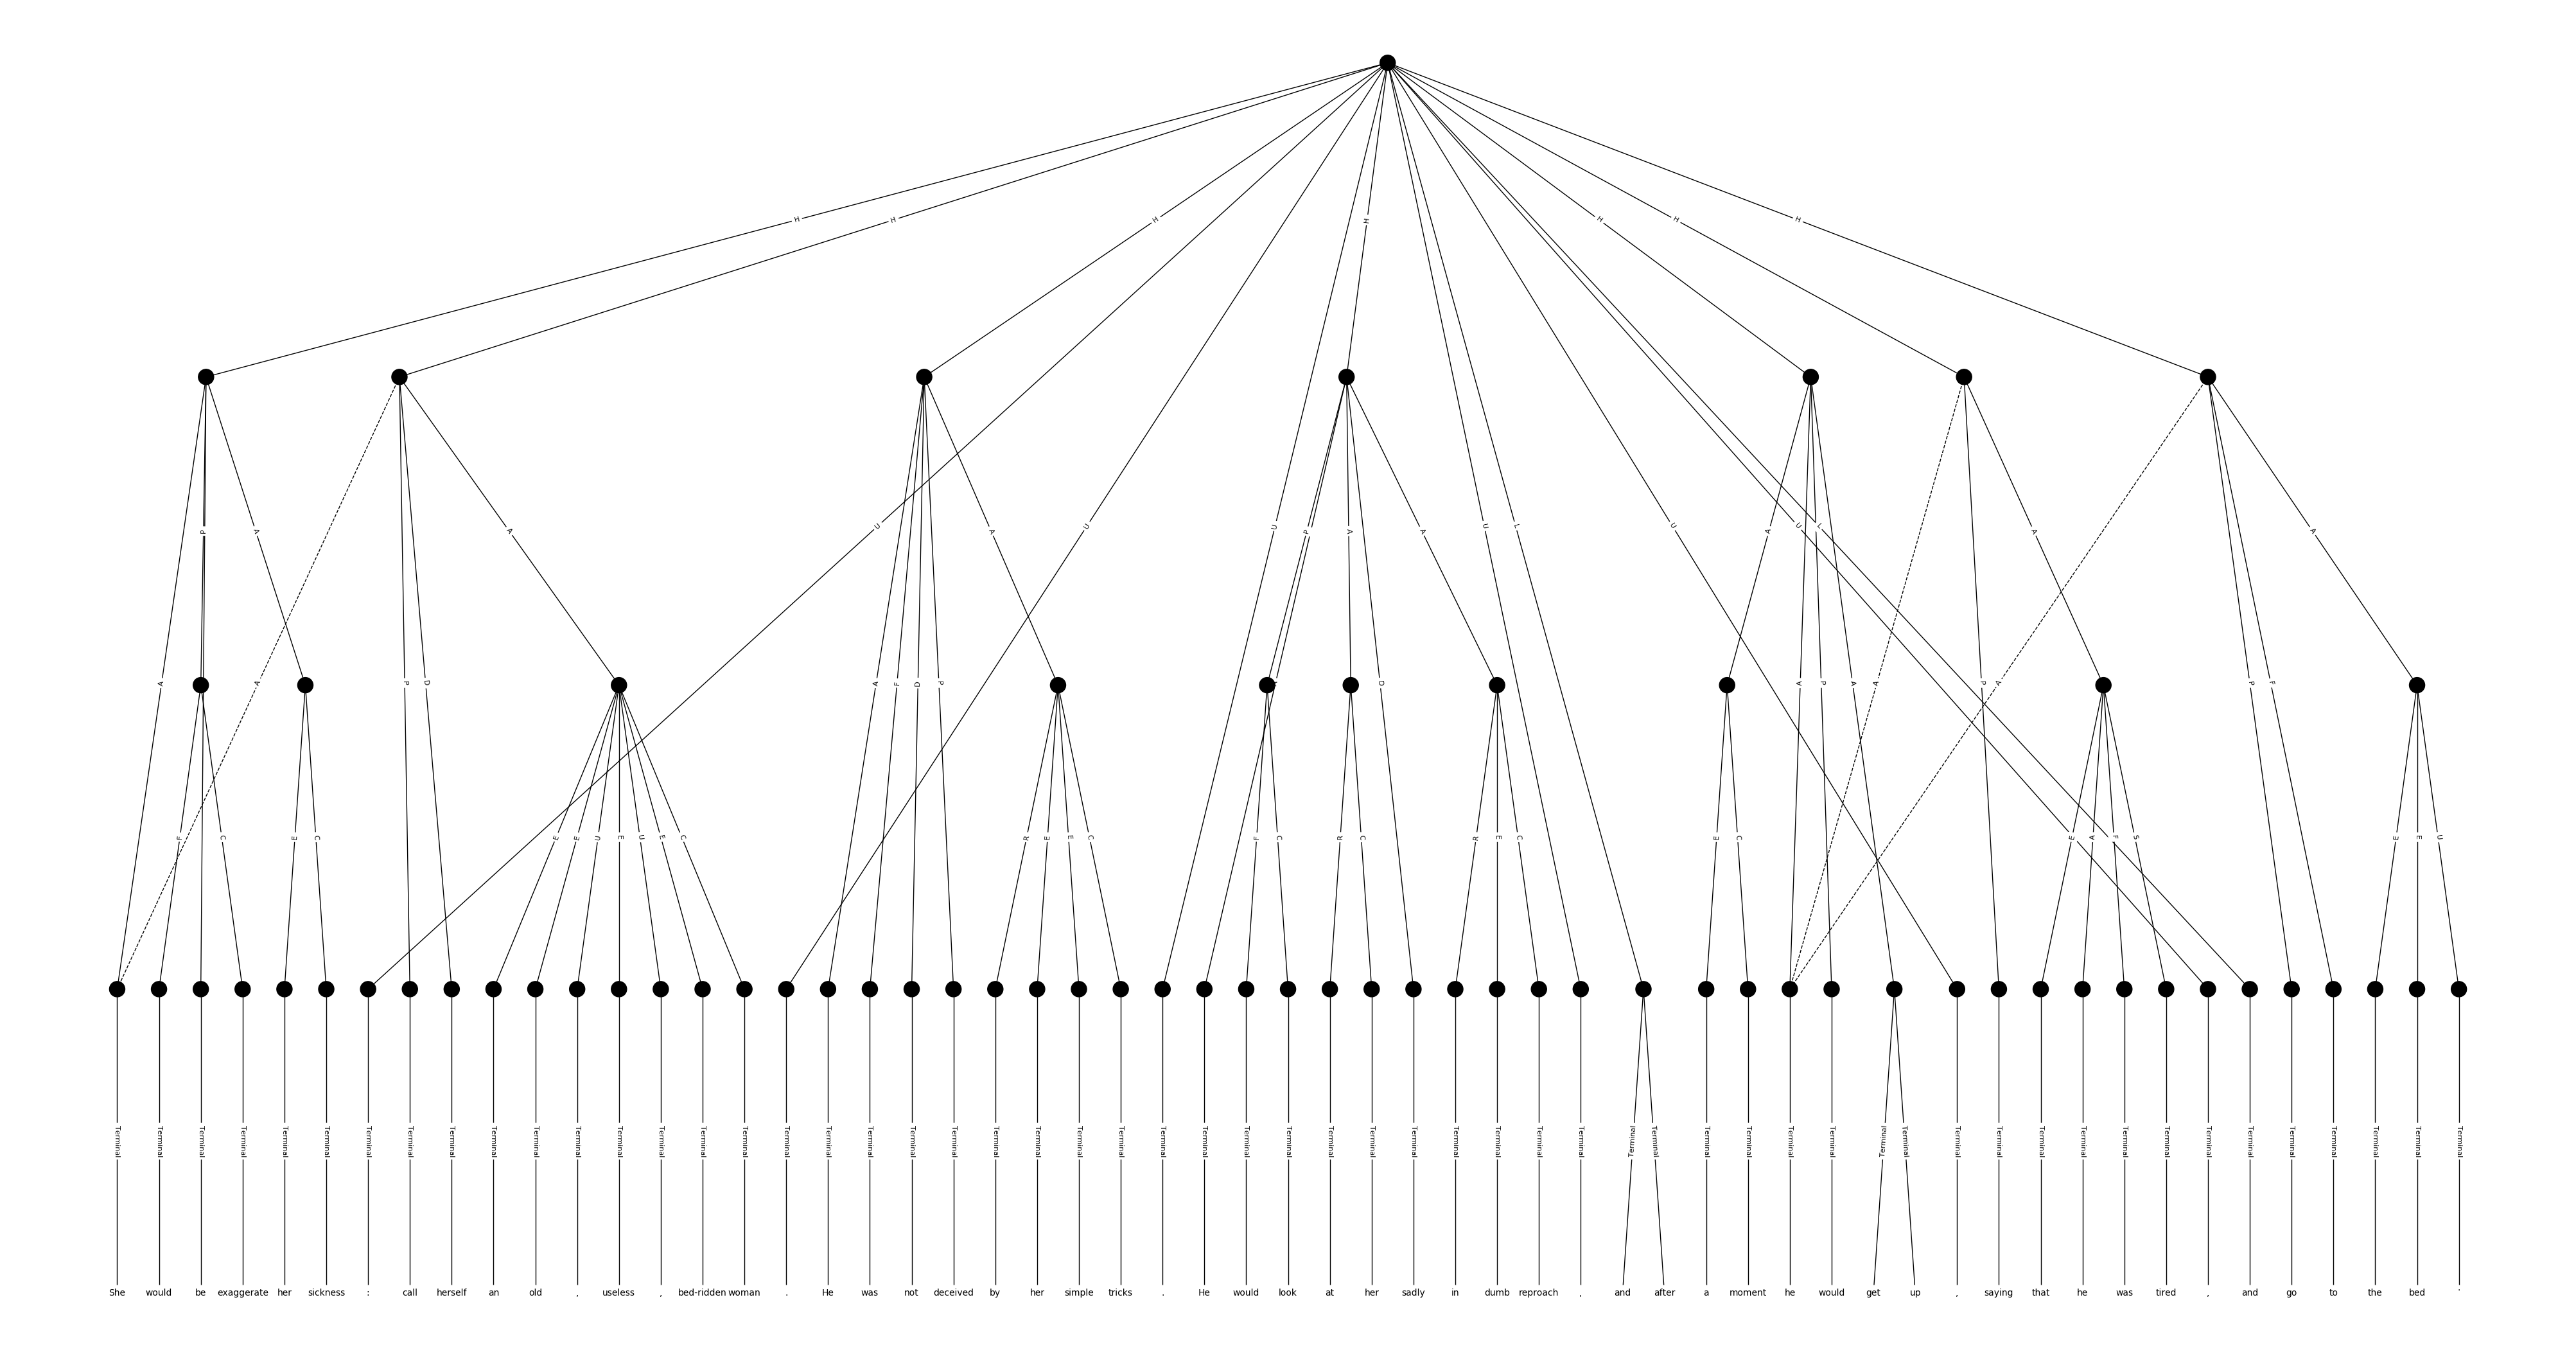 H H H H H H H
U U U U L U U L
P A A A P A A A A A
A A P D A F D P A D A P A A P A P F
F C E C E E U E U E C R E E C F C R C R E C E C E A F S E E U
Terminal Terminal Terminal Terminal Terminal Terminal Terminal Terminal Terminal Terminal Terminal Terminal Terminal Terminal Terminal Terminal Terminal Terminal Terminal Terminal Terminal Terminal Terminal Terminal Terminal Terminal Terminal Terminal Terminal Terminal Terminal Terminal Terminal Terminal Terminal Terminal Terminal Terminal Terminal Terminal Terminal Terminal Terminal Terminal Terminal Terminal Terminal Terminal Terminal Terminal Terminal Terminal Terminal Terminal Terminal Terminal
She would be exaggerate her sickness : call herself an old , useless , bed-ridden woman . He was not deceived by her simple tricks . He would look at her sadly in dumb reproach , and after a moment he would get up , saying that he was tired , and go to the bed